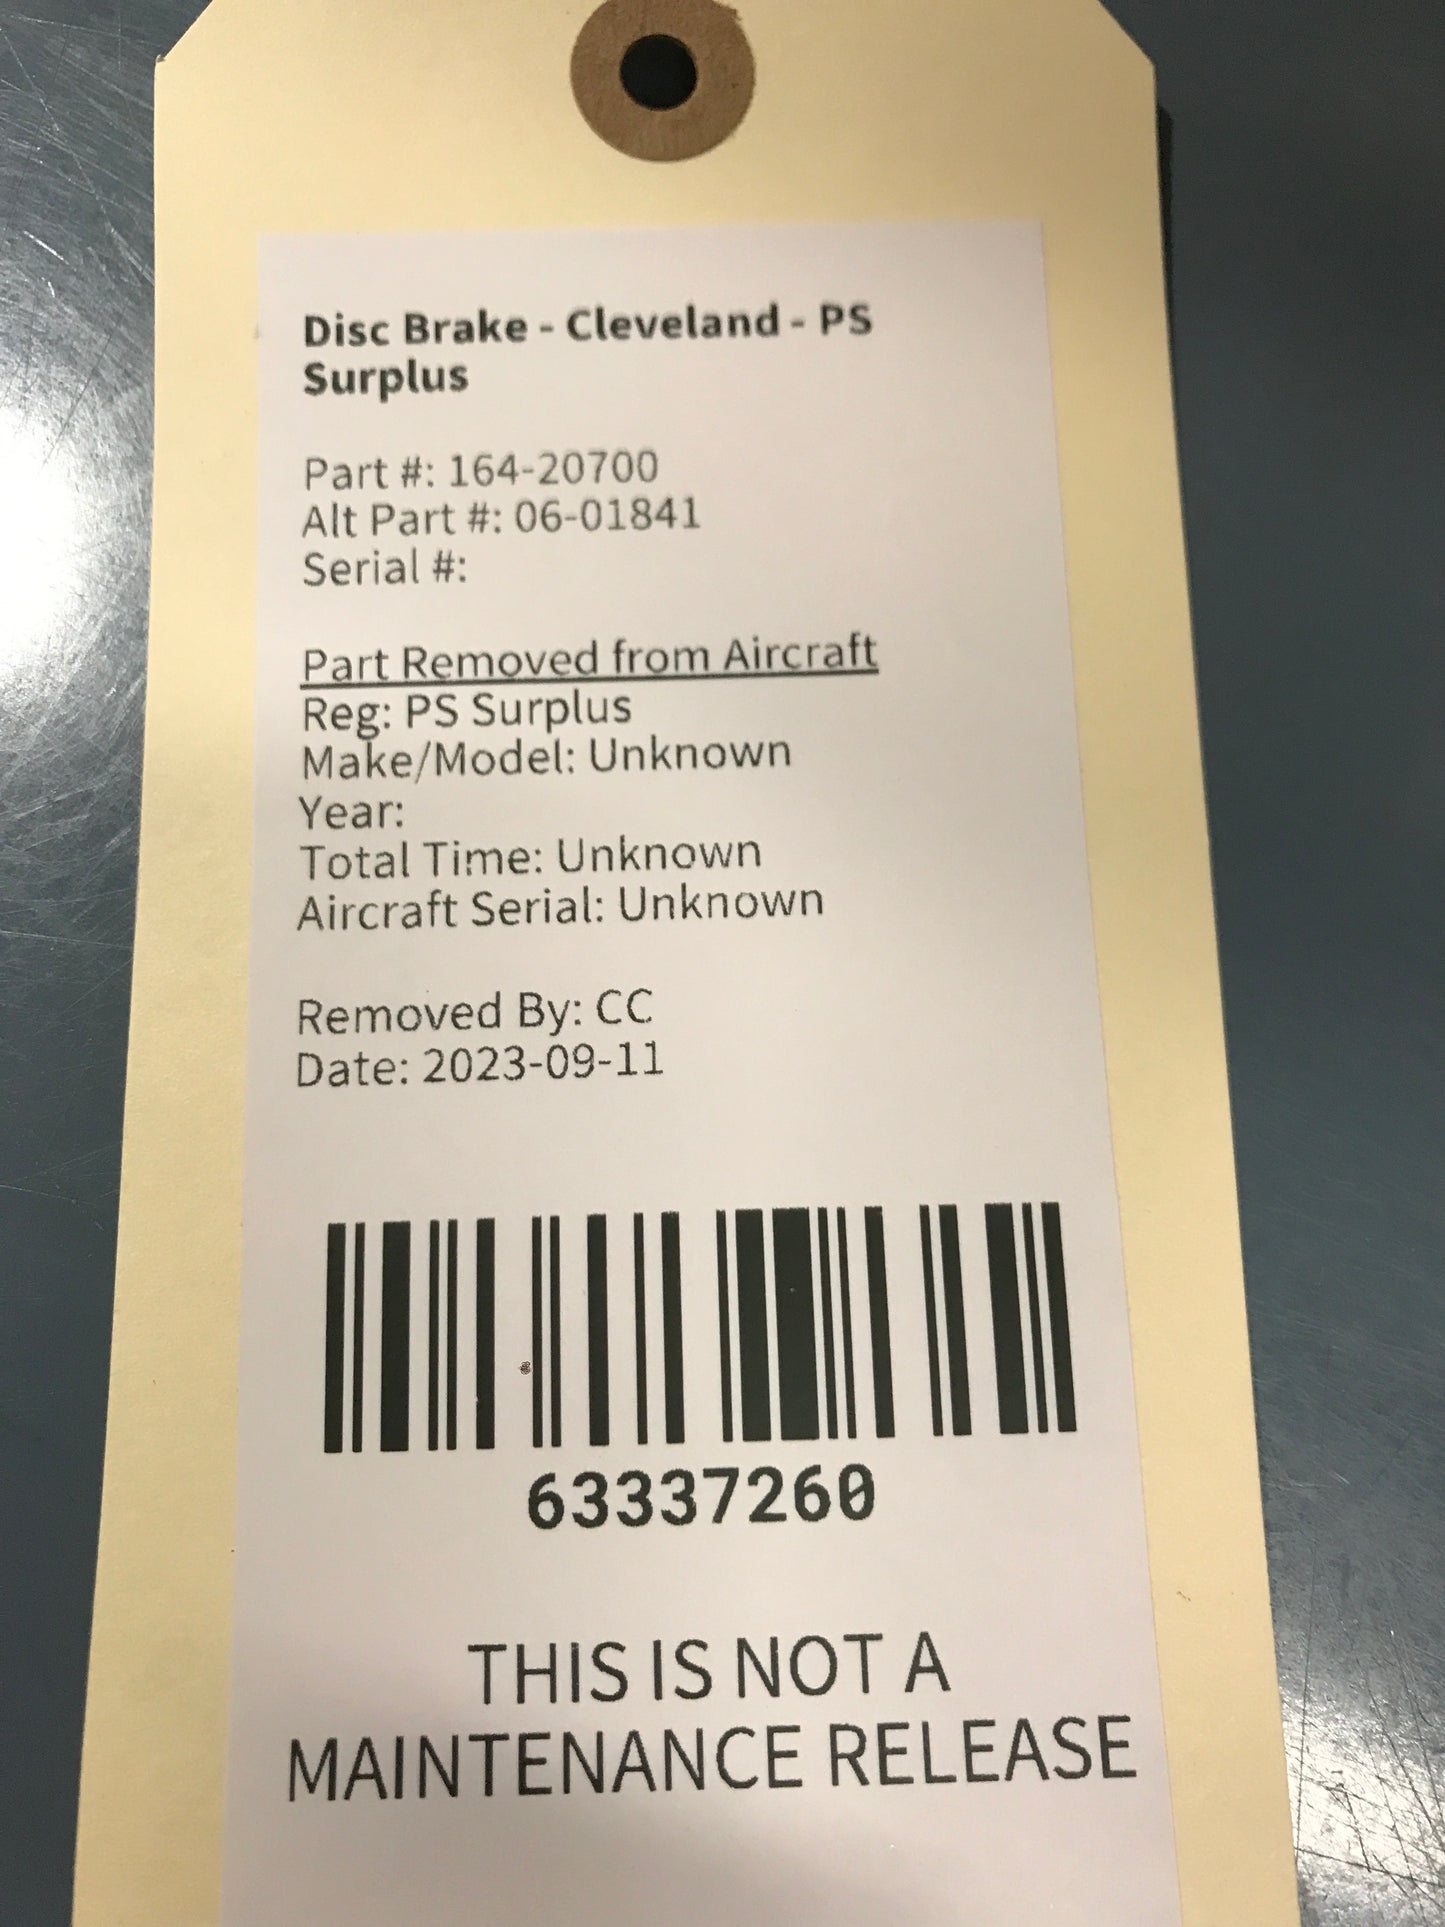 Disc Brake - Cleveland - PS
Surplus
Part #: 164-20700
Alt Part #: 06-01841
Serial #:
Part Removed from Aircraft
Reg: PS Surplus
Make/Model: Unknown
Year:
Total Time: Unknown
Aircraft Serial: Unknown
Removed By: CC
Date: 2023-09-11
63337260
THIS IS NOT A
MAINTENANCE RELEASE